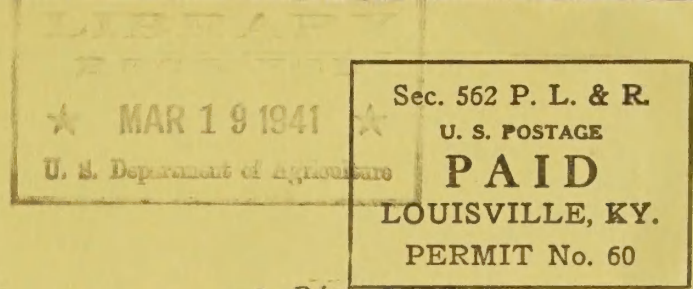 ★ MAR 19 1941 ★
U. S. Department of Agriculture
Sec. 562 P. L. & R.
U. S. POSTAGE
PAID
LOUISVILLE, KY.
PERMIT No. 60